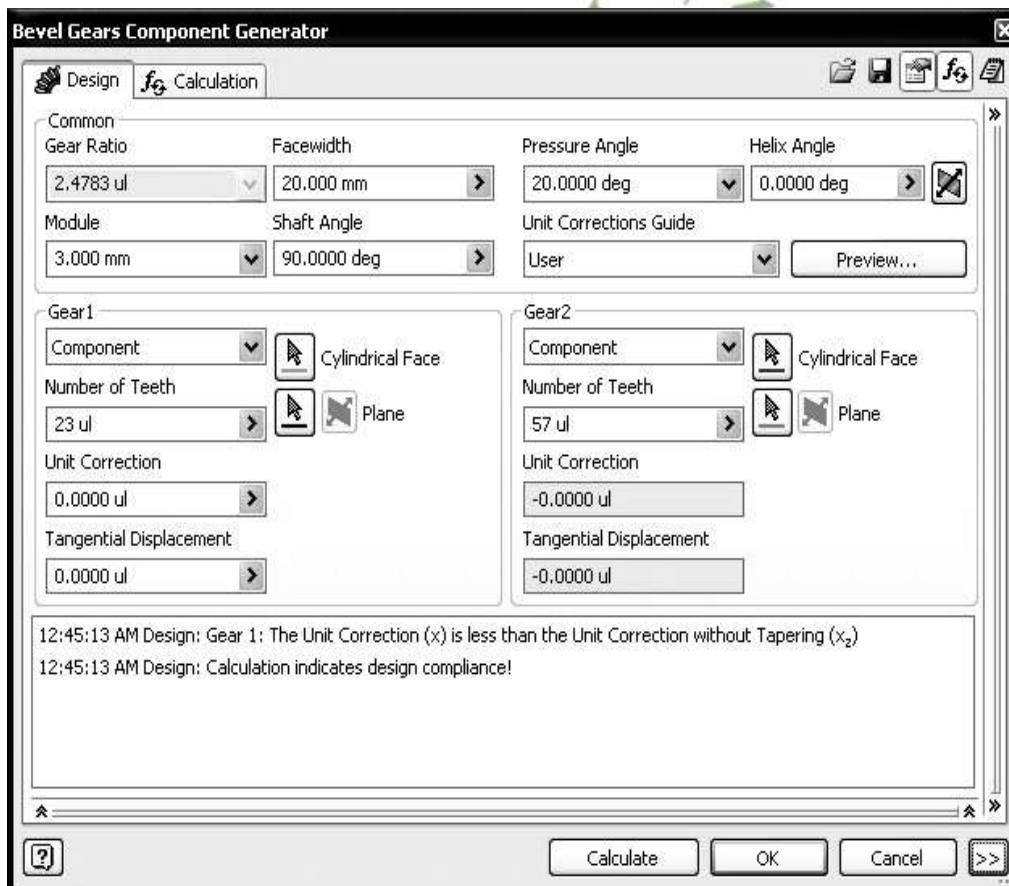 Bevel Gears Component Generator
Design Calculation
Common
Gear Ratio Facewidth Pressure Angle Helix Angle
2.4783 ul 20.000 mm 20.0000 deg 0.0000 deg
Module Shaft Angle Unit Corrections Guide
3.000 mm 90.0000 deg User Preview...
Gear1 Gear2
Component Cylindrical Face Component Cylindrical Face
Number of Teeth Number of Teeth
23 ul Plane 57 ul Plane
Unit Correction Unit Correction
0.0000 ul -0.0000 ul
Tangential Displacement Tangential Displacement
0.0000 ul -0.0000 ul
12:45:13 AM Design: Gear 1: The Unit Correction (x) is less than the Unit Correction without Tapering (x₂)
12:45:13 AM Design: Calculation indicates design compliance!
Calculate OK Cancel >>